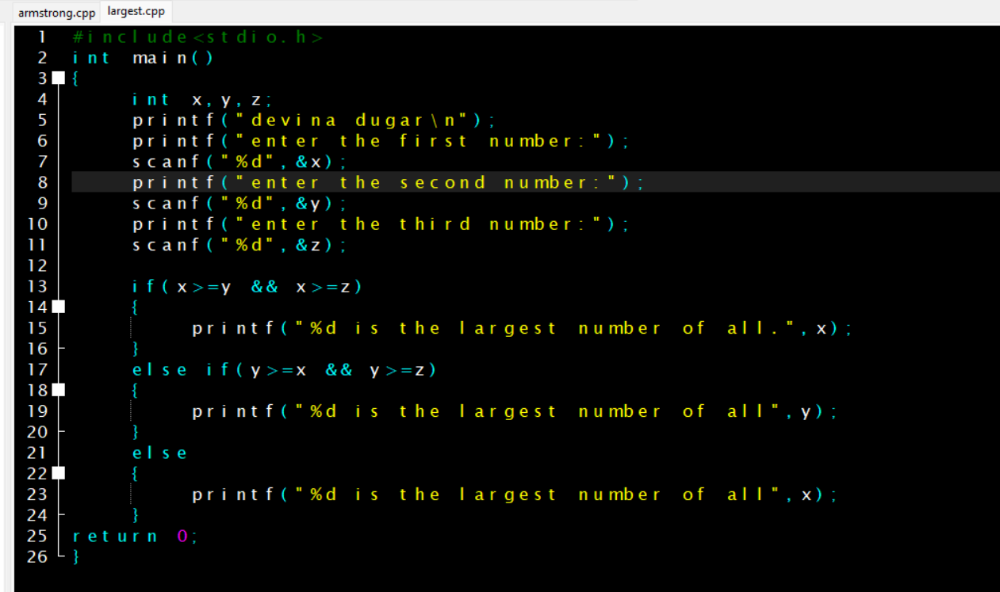 armstrong.cpp largest.cpp
1 #include<stdio.h>
2 int main()
3 {
4 int x,y,z;
5 printf("devina dugar\n");
6 printf("enter the first number:");
7 scanf("%d",&x);
8 printf("enter the second number:");
9 scanf("%d",&y);
10 printf("enter the third number:");
11 scanf("%d",&z);
12
13 if(x>=y && x>=z)
14 {
15 printf("%d is the largest number of all.",x);
16 }
17 else if(y>=x && y>=z)
18 {
19 printf("%d is the largest number of all",y);
20 }
21 else
22 {
23 printf("%d is the largest number of all",x);
24 }
25 return 0;
26 }